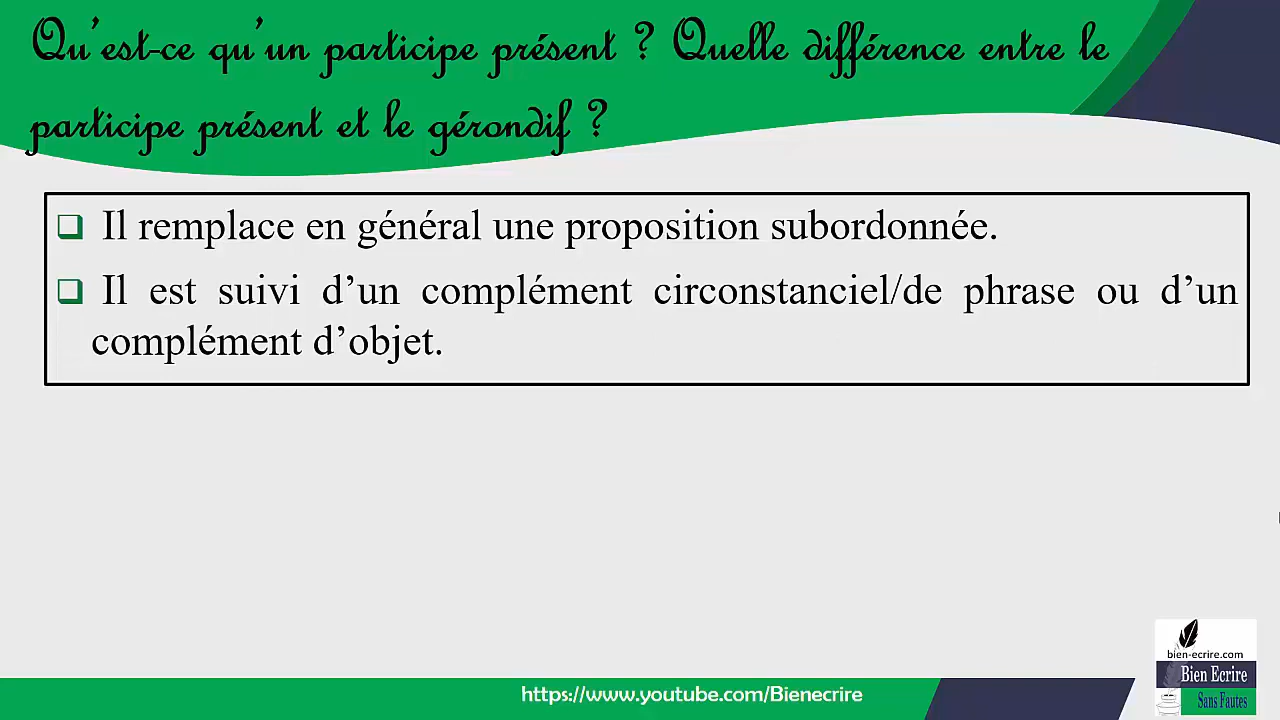 Qu’est-ce qu’un participe présent ? Quelle différence entre le
participe présent et le gérondif ?
Il remplace en général une proposition subordonnée.
Il est suivi d’un complément circonstanciel/de phrase ou d’un
complément d’objet.
bien-ecrire.com
Bien Ecrire
Sans Fautes
https://www.youtube.com/Bienecrire